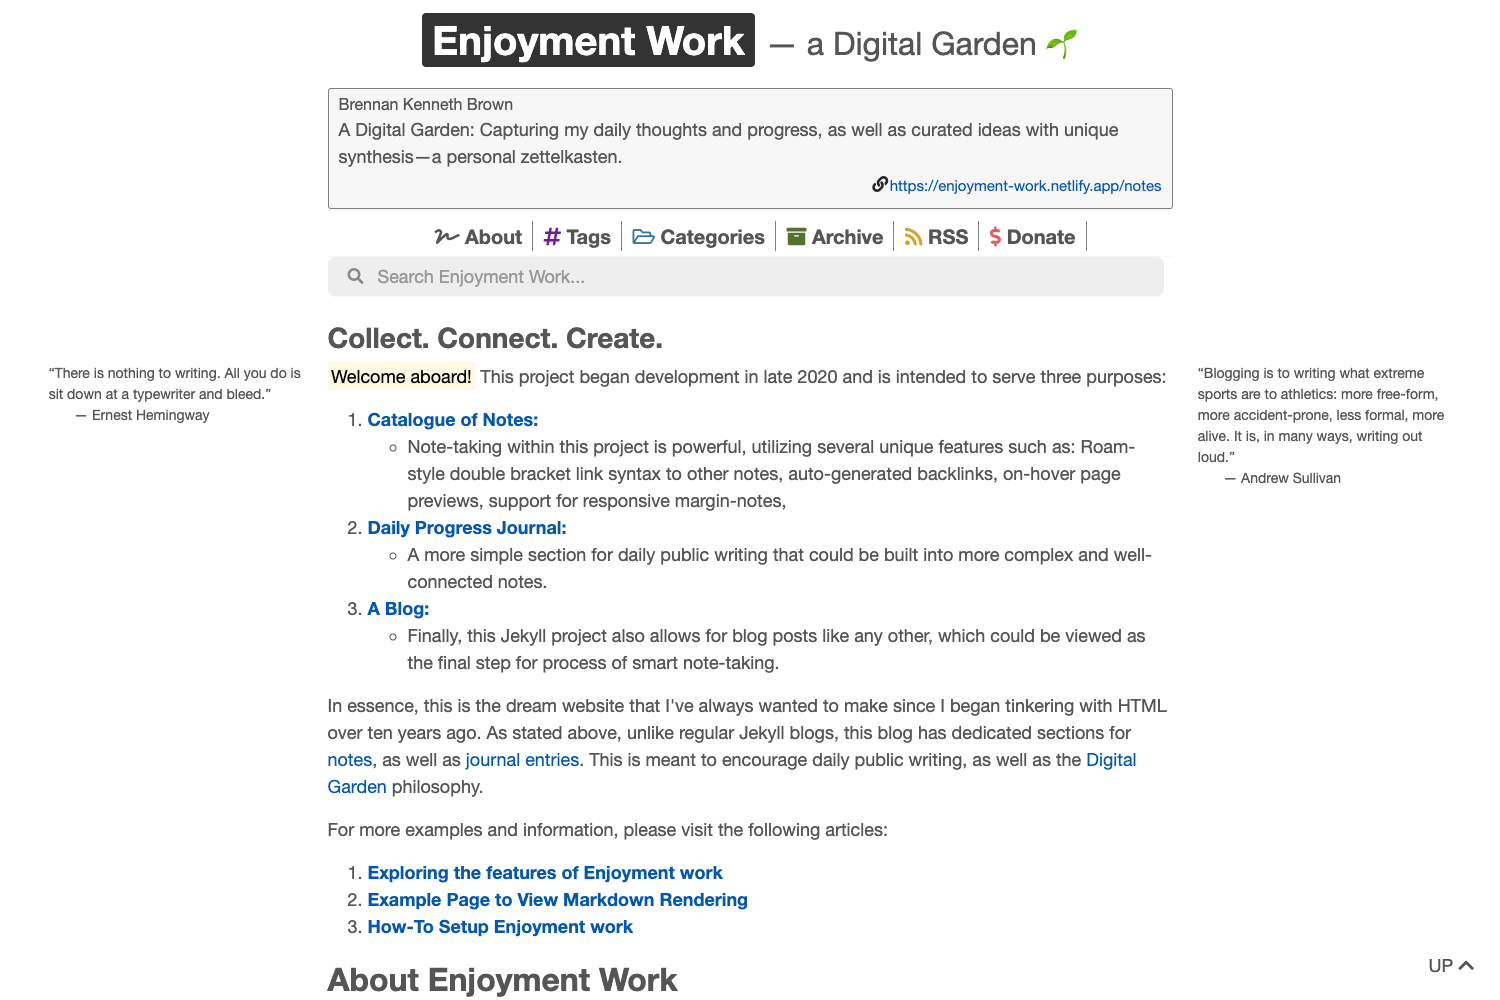 Enjoyment Work — a Digital Garden
Brennan Kenneth Brown
A Digital Garden: Capturing my daily thoughts and progress, as well as curated ideas with unique
synthesis—a personal zettelkasten.
https://enjoyment-work.netlify.app/notes
About
Tags
Categories
Archive
RSS
Donate
Search Enjoyment Work...
Collect. Connect. Create.
“There is nothing to writing. All you do is
sit down at a typewriter and bleed.”
— Ernest Hemingway
Welcome aboard! This project began development in late 2020 and is intended to serve three purposes:
“Blogging is to writing what extreme
sports are to athletics: more free-form,
more accident-prone, less formal, more
alive. It is, in many ways, writing out
loud.”
— Andrew Sullivan
1. Catalogue of Notes:
Note-taking within this project is powerful, utilizing several unique features such as: Roam-
style double bracket link syntax to other notes, auto-generated backlinks, on-hover page
previews, support for responsive margin-notes,
2. Daily Progress Journal:
A more simple section for daily public writing that could be built into more complex and well-
connected notes.
3. A Blog:
Finally, this Jekyll project also allows for blog posts like any other, which could be viewed as
the final step for process of smart note-taking.
In essence, this is the dream website that I've always wanted to make since I began tinkering with HTML
over ten years ago. As stated above, unlike regular Jekyll blogs, this blog has dedicated sections for
notes, as well as journal entries. This is meant to encourage daily public writing, as well as the Digital
Garden philosophy.
For more examples and information, please visit the following articles:
1. Exploring the features of Enjoyment work
2. Example Page to View Markdown Rendering
3. How-To Setup Enjoyment work
UP
About Enjoyment Work